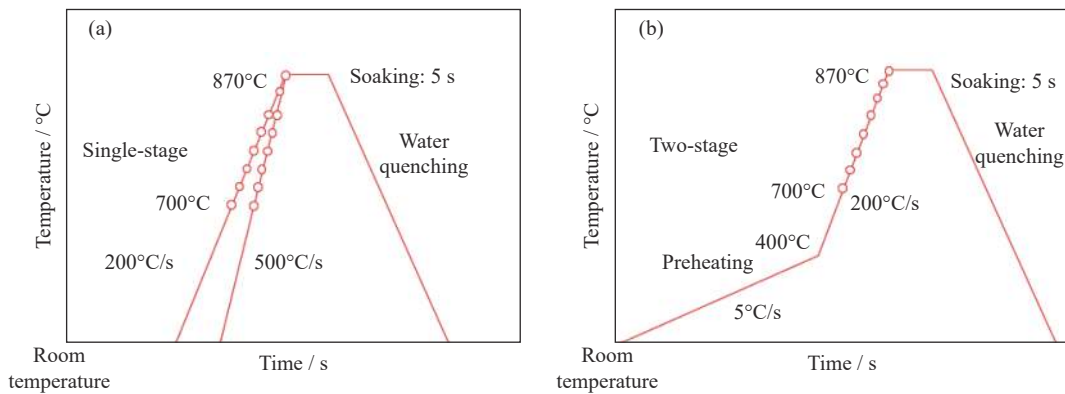 (a)
870°C
Soaking: 5 s
Single-stage
Water
quenching
700°C
200°C/s
500°C/s
Temperature / °C
Room
temperature
Time / s
(b)
870°C
Soaking: 5 s
Two-stage
Water
quenching
700°C
200°C/s
400°C
Preheating
5°C/s
Temperature / °C
Room
temperature
Time / s